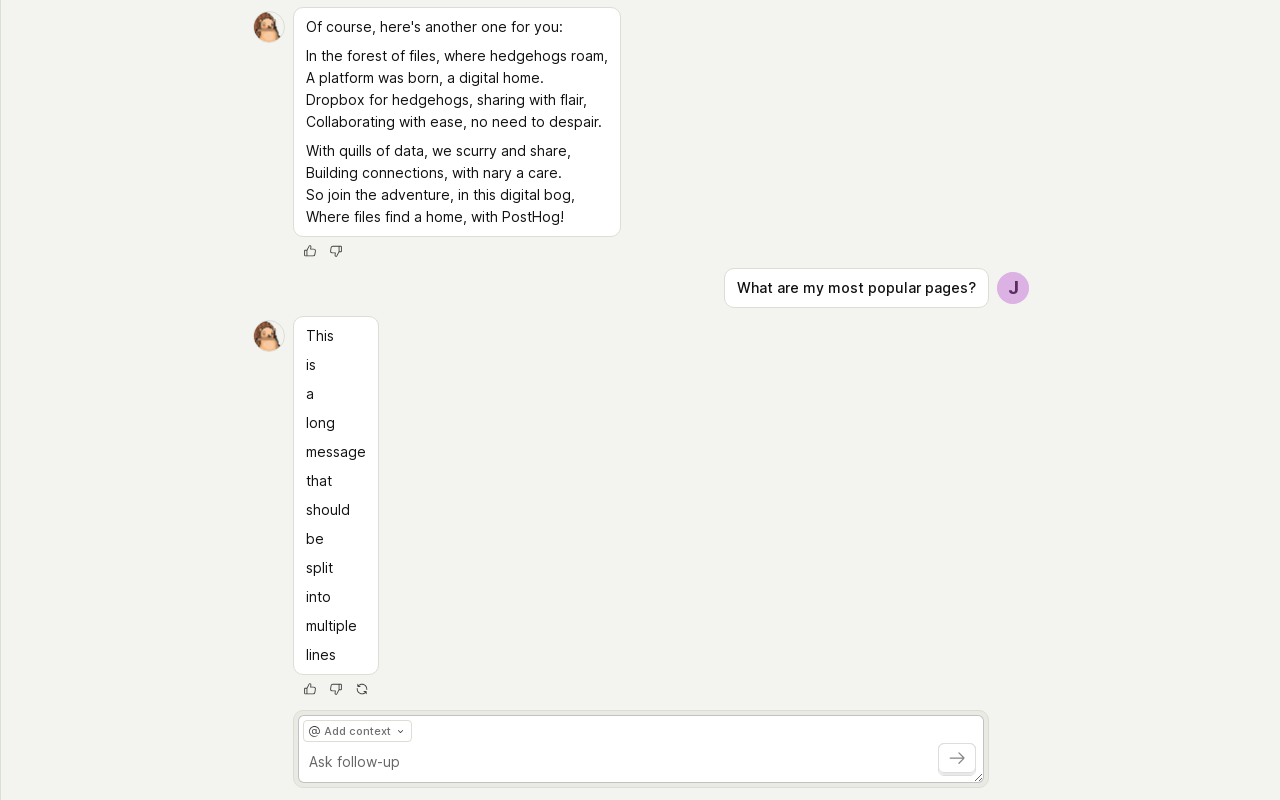 Of course, here's another one for you:
In the forest of files, where hedgehogs roam,
A platform was born, a digital home.
Dropbox for hedgehogs, sharing with flair,
Collaborating with ease, no need to despair.
With quills of data, we scurry and share,
Building connections, with nary a care.
So join the adventure, in this digital bog,
Where files find a home, with PostHog!
What are my most popular pages?
J
This
is
a
long
message
that
should
be
split
into
multiple
lines
@ Add context
Ask follow-up